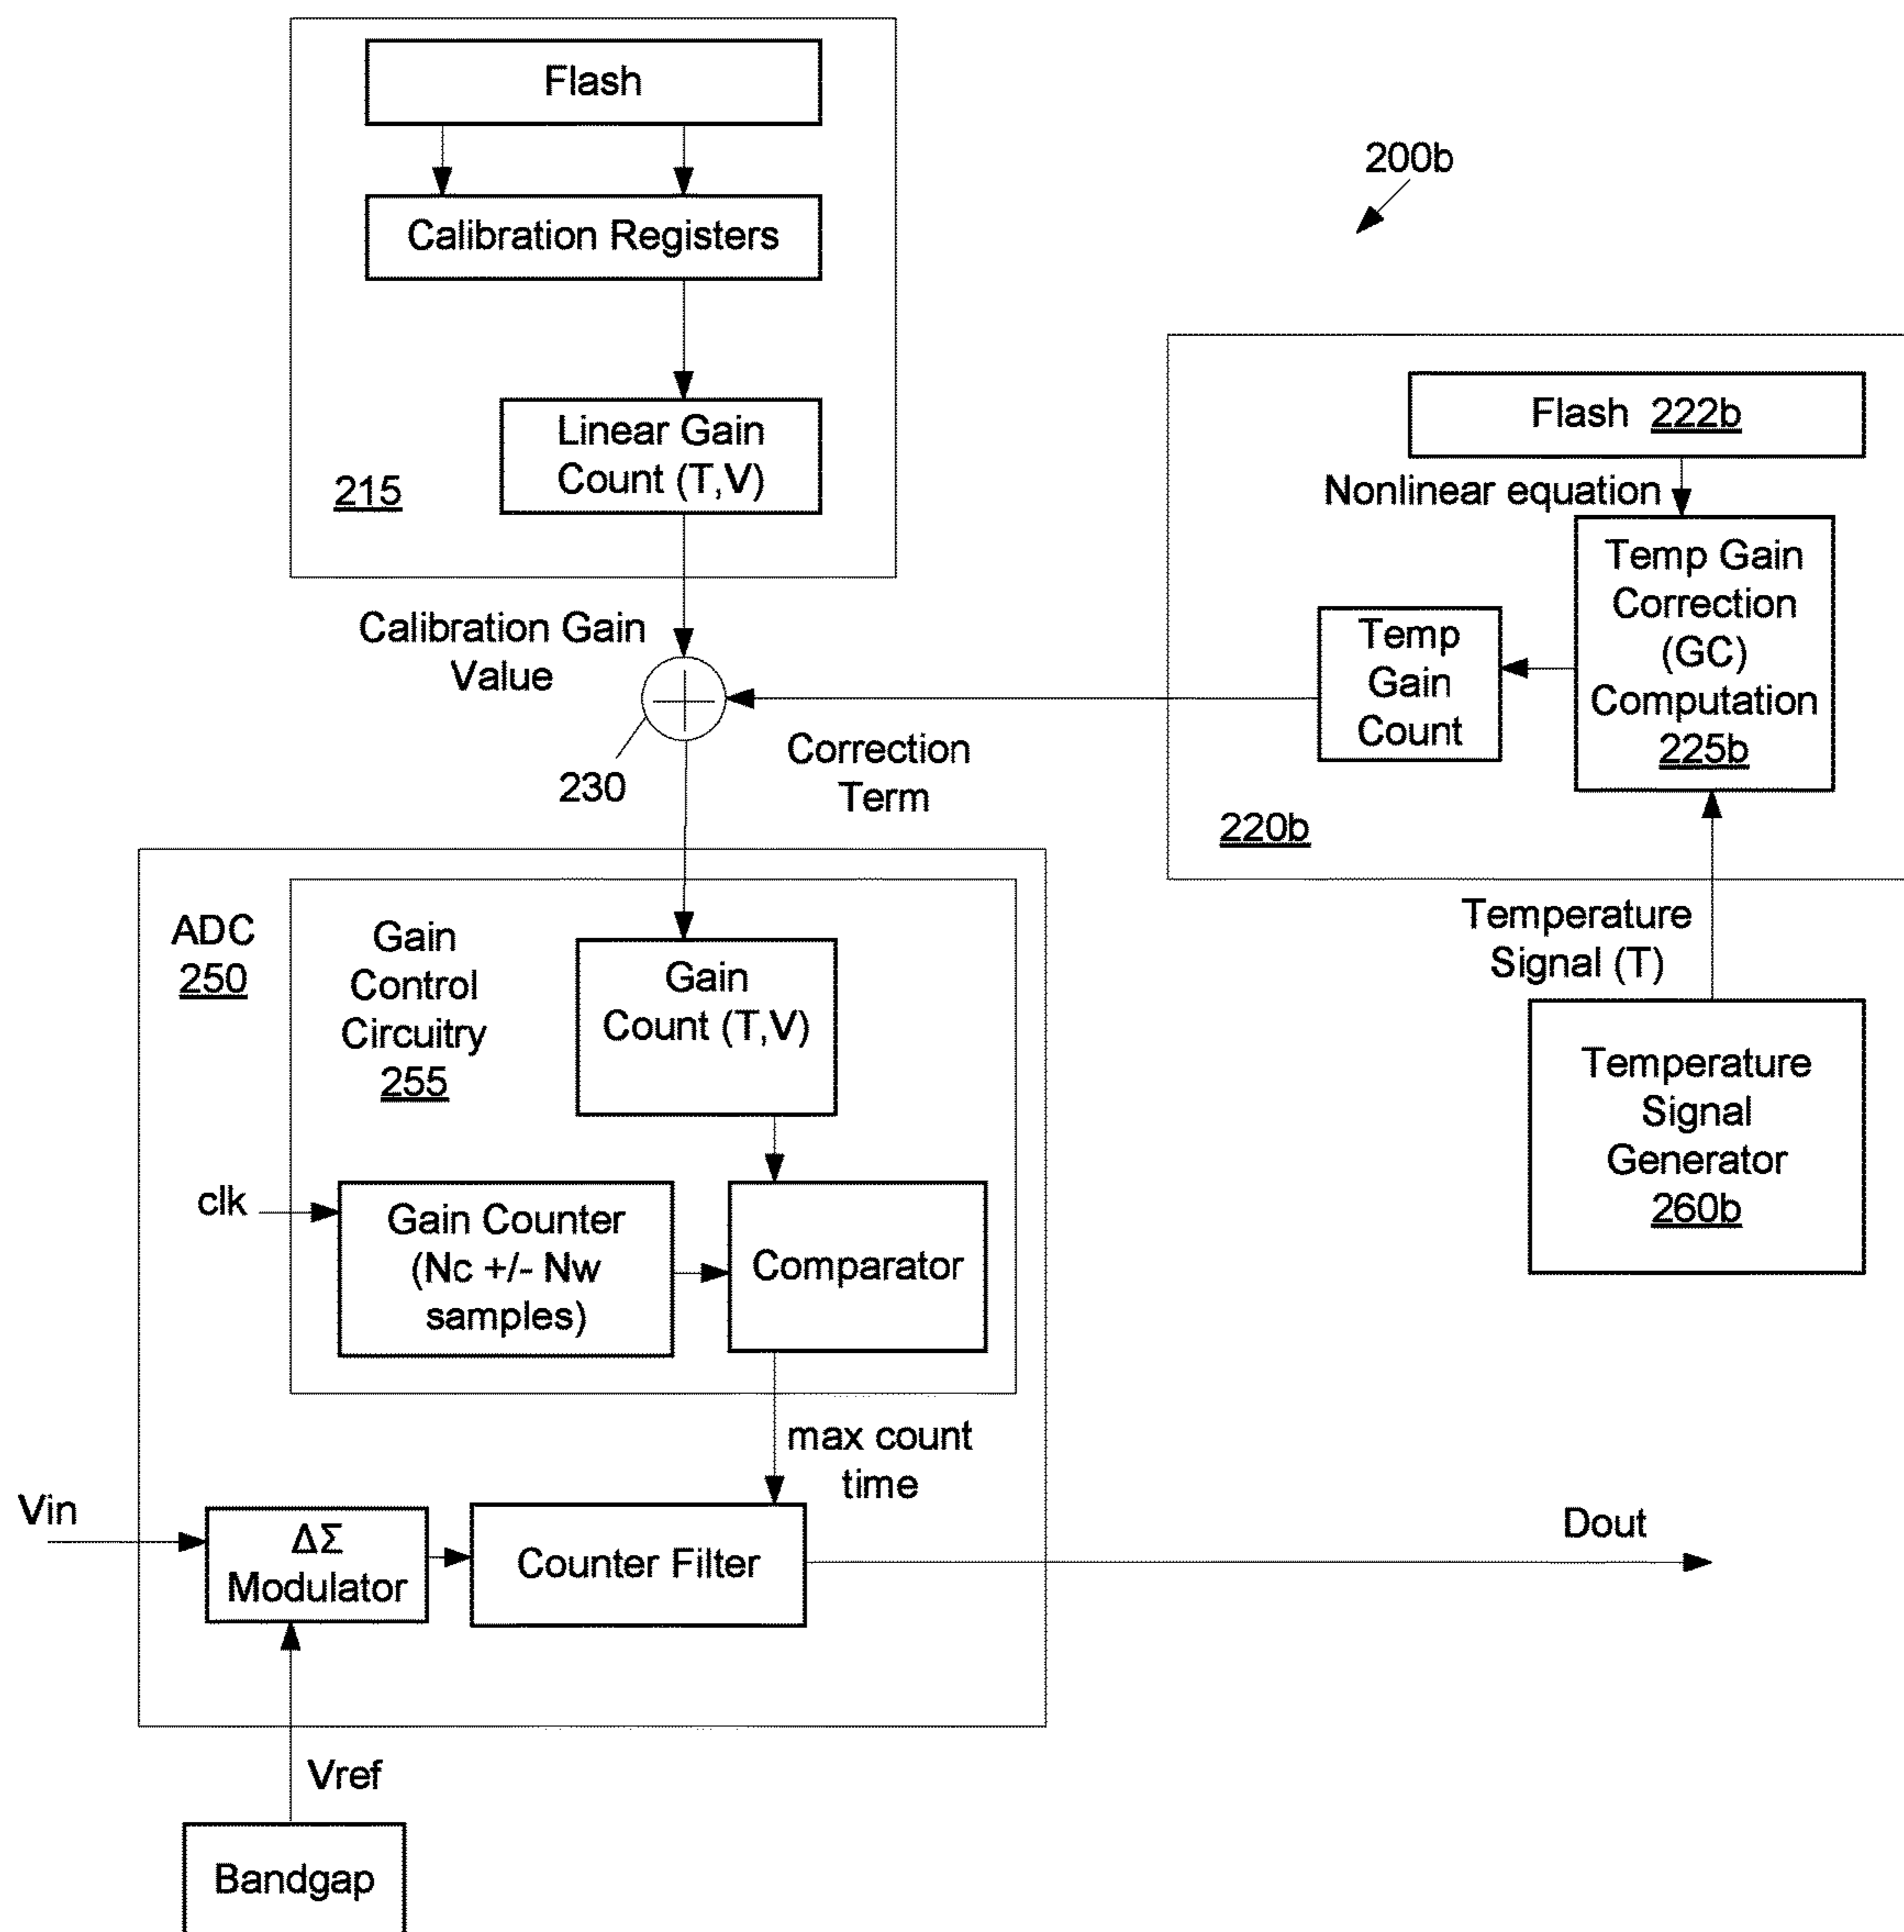 Flash
Calibration Registers
Linear Gain
Count (T,V)
215
200b
Flash 222b
Nonlinear equation
Temp Gain
Correction
(GC)
Computation
225b
Temp
Gain
Count
220b
Calibration Gain
Value
230
Correction
Term
Temperature
Signal (T)
Temperature
Signal
Generator
260b
ADC
250
Gain
Control
Circuitry
255
Gain
Count (T,V)
clk
Gain Counter
(Nc +/- Nw
samples)
Comparator
max count
time
Vin
ΔΣ
Modulator
Counter Filter
Dout
Vref
Bandgap